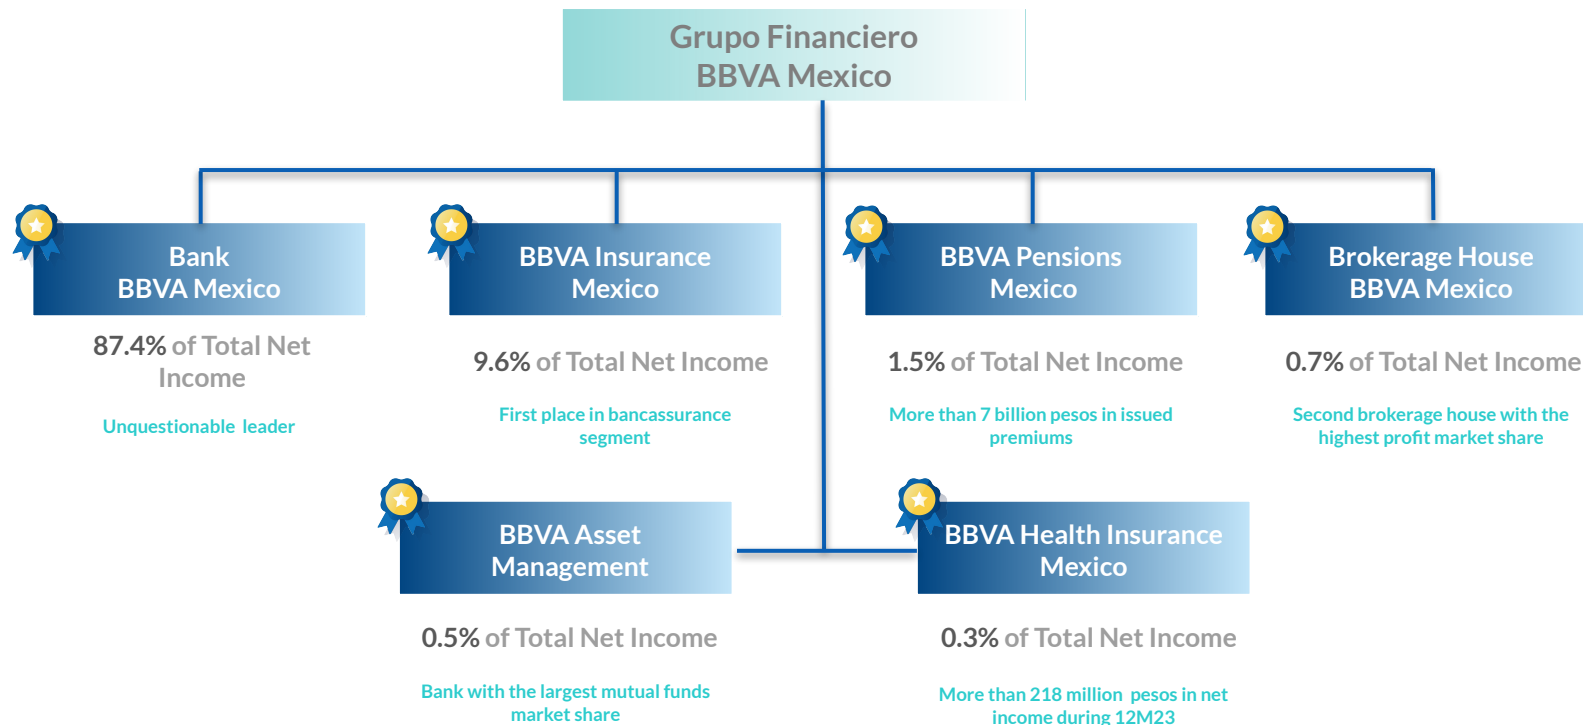 Grupo Financiero
BBVA Mexico
Bank
BBVA Mexico
87.4% of Total Net
Income
Unquestionable leader
BBVA Insurance
Mexico
9.6% of Total Net Income
First place in bancassurance
segment
BBVA Pensions
Mexico
1.5% of Total Net Income
More than 7 billion pesos in issued
premiums
Brokerage House
BBVA Mexico
0.7% of Total Net Income
Second brokerage house with the
highest profit market share
BBVA Asset
Management
0.5% of Total Net Income
Bank with the largest mutual funds
market share
BBVA Health Insurance
Mexico
0.3% of Total Net Income
More than 218 million pesos in net
income during 12M23